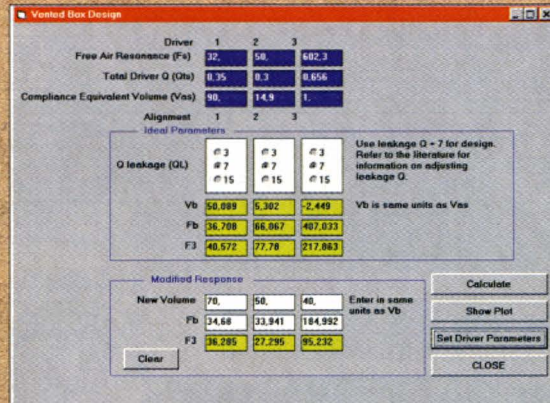 Vented Box Design
Driver 1 2 3
Free Air Resonance (Fs) 32, 50, 602,3
Total Driver Q (Qts) 0,35 0,3 0,656
Compliance Equivalent Volume (Vas) 90, 14,9 1,
Alignment 1 2 3
Ideal Parameters
Q leakage (QL)
3 3 3
7 7 7
15 15 15
Use leakage Q = 7 for design.
Refer to the literature for
information on adjusting
leakage Q.
Vb 50,089 5,302 -2,449 Vb is same units as Vas
Fb 36,708 66,067 407,033
F3 40,572 77,78 217,863
Modified Response
New Volume 70, 50, 40, Enter in same
units as Vb
Fb 34,68 33,941 184,992
F3 36,285 27,295 95,232
Clear
Calculate
Show Plot
Set Driver Parameters
CLOSE